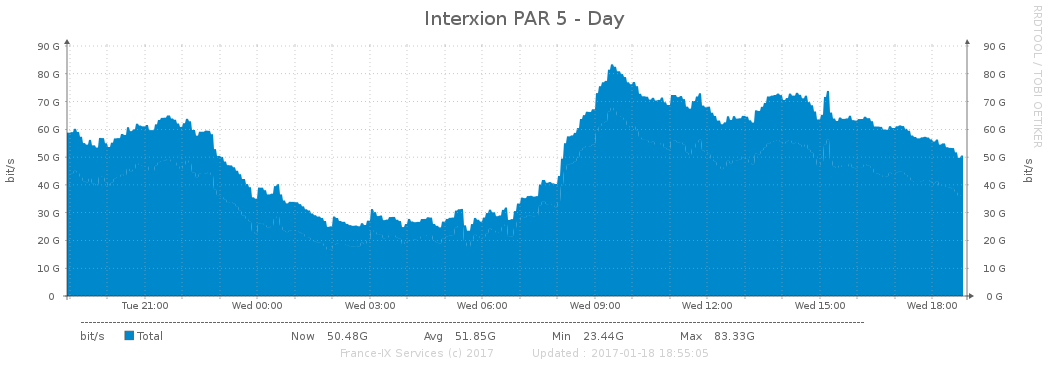 Interxion PAR 5 - Day
RRDTOOL / TOBI OETIKER
90 G 90 G
80 G 80 G
70 G 70 G
60 G 60 G
50 G 50 G
40 G 40 G
30 G 30 G
20 G 20 G
10 G 10 G
0 0 G
bit/s bit/s
Tue 21:00 Wed 00:00 Wed 03:00 Wed 06:00 Wed 09:00 Wed 12:00 Wed 15:00 Wed 18:00
bit/s Total Now 50.48G Avg 51.85G Min 23.44G Max 83.33G
France-IX Services (c) 2017 Updated : 2017-01-18 18:55:05